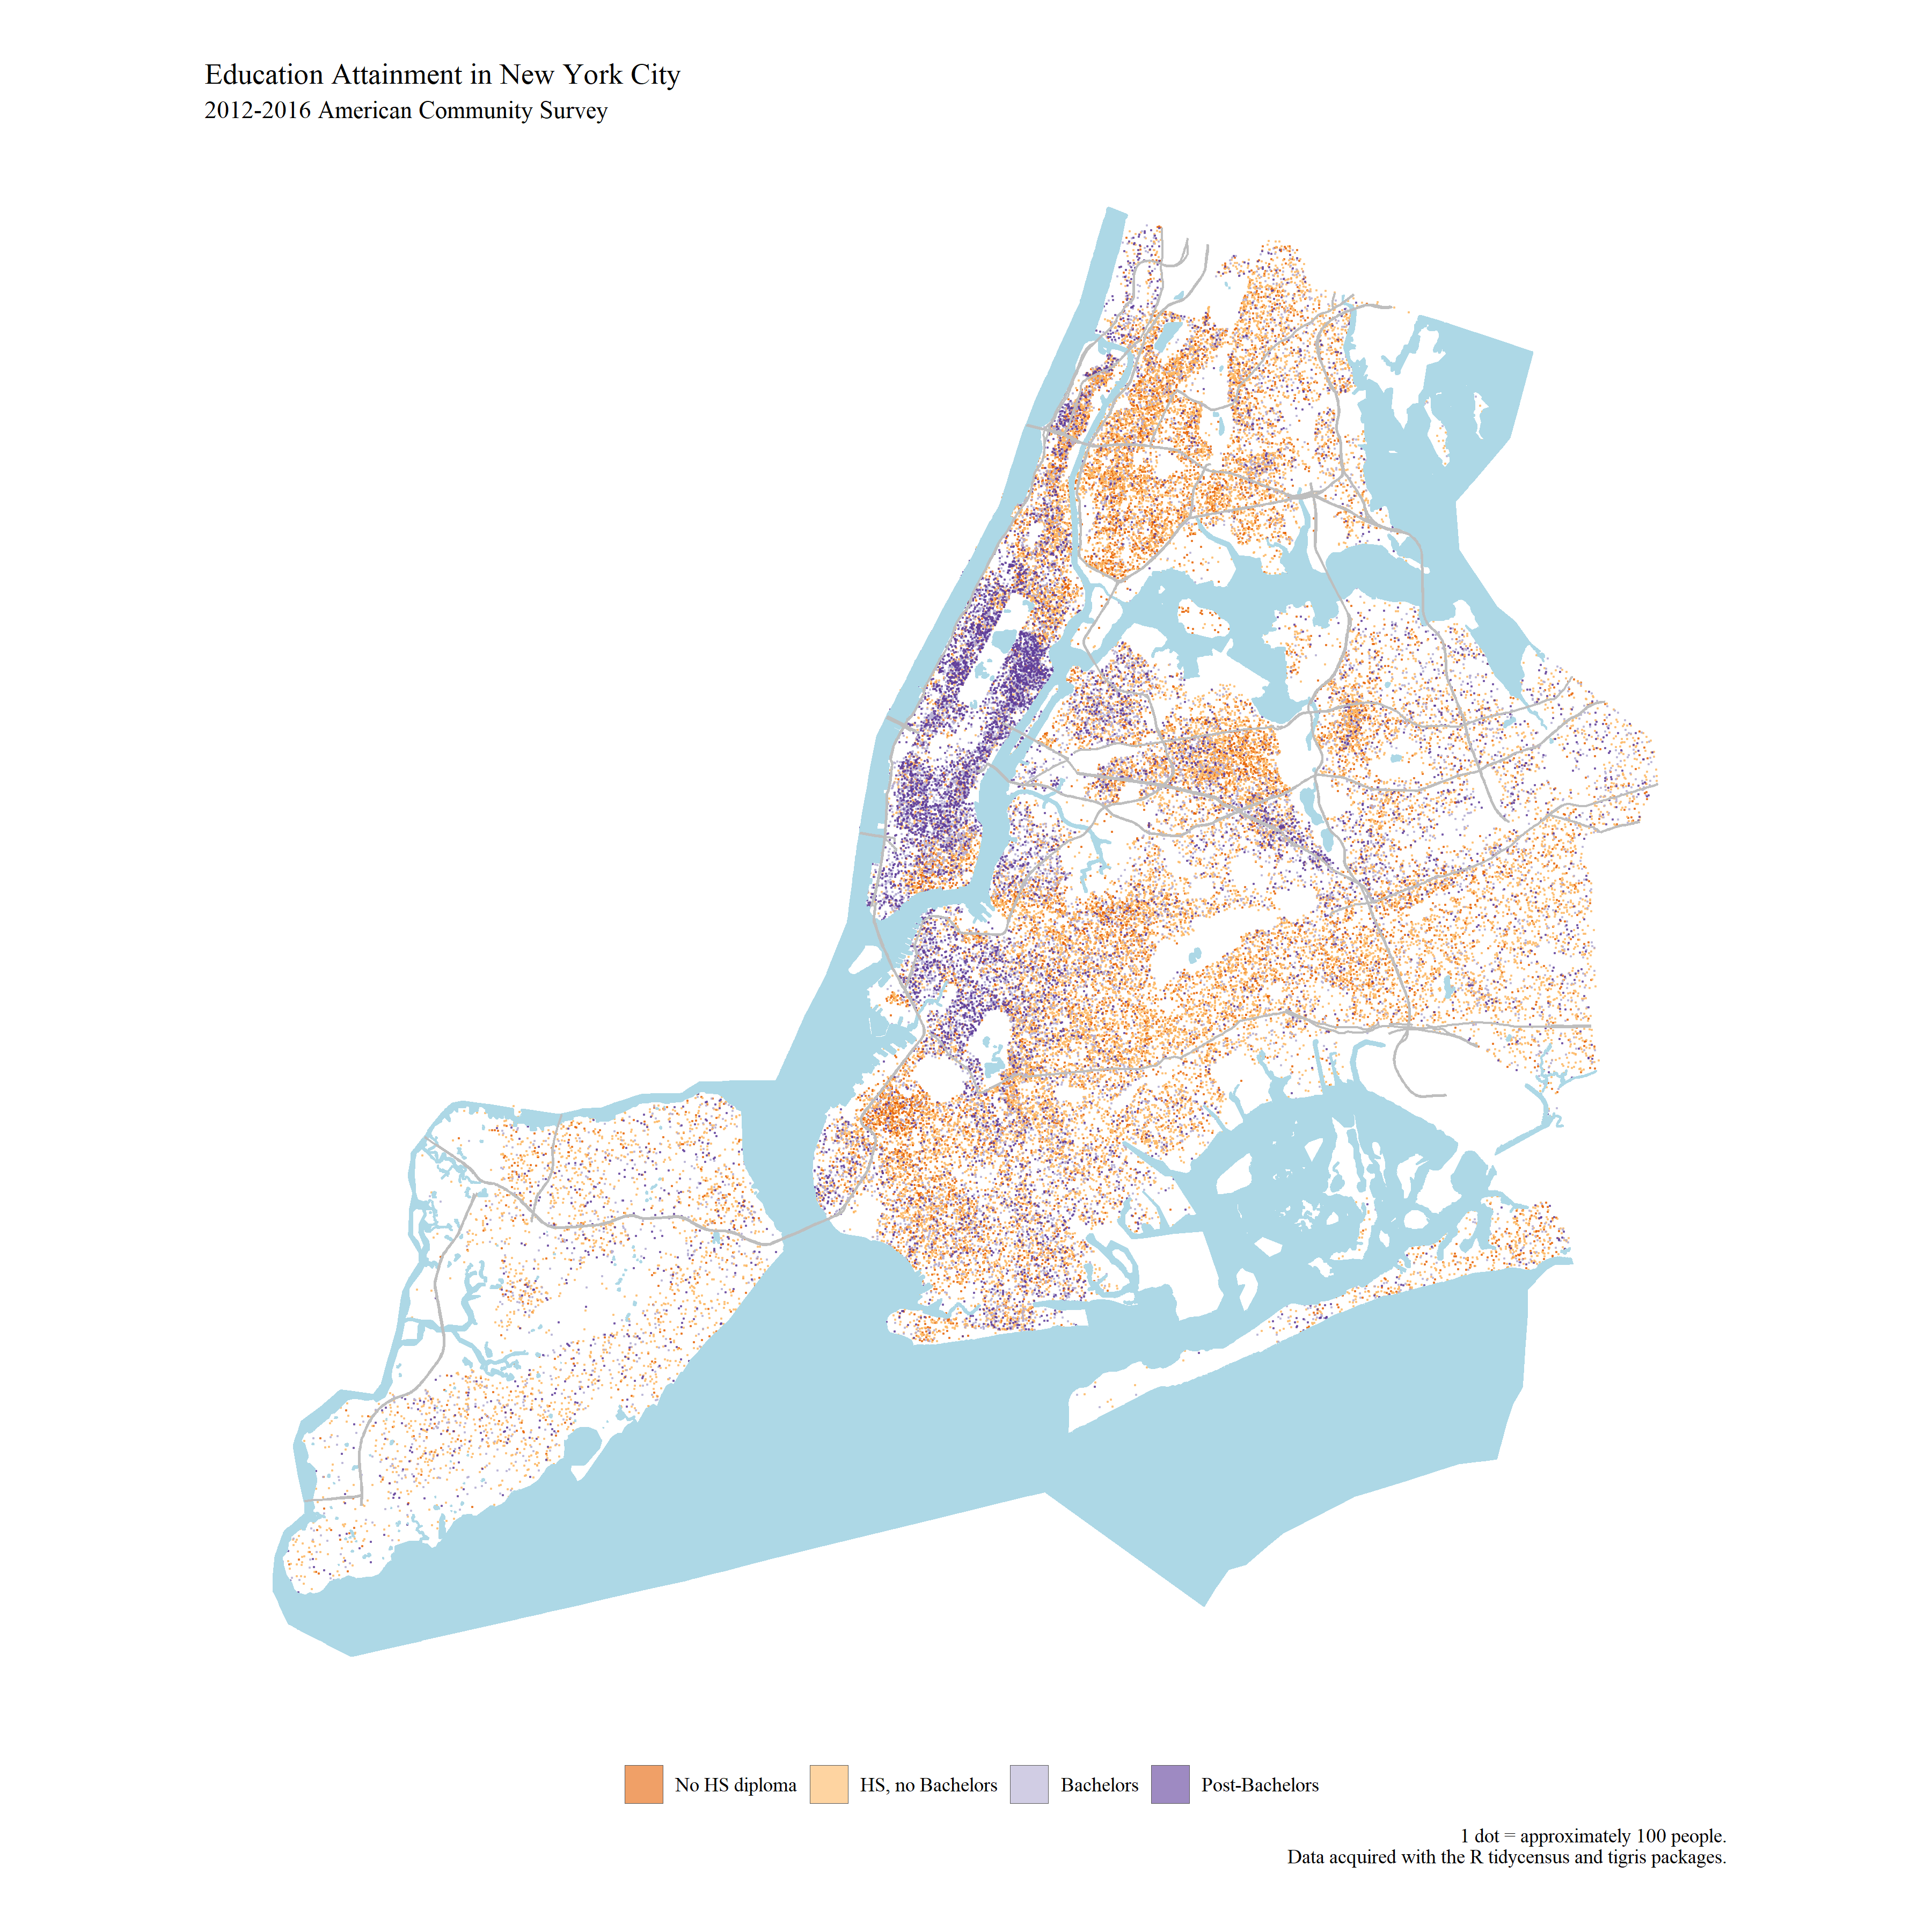 Education Attainment in New York City
2012-2016 American Community Survey
No HS diploma HS, no Bachelors Bachelors Post-Bachelors
1 dot = approximately 100 people.
Data acquired with the R tidycensus and tigris packages.